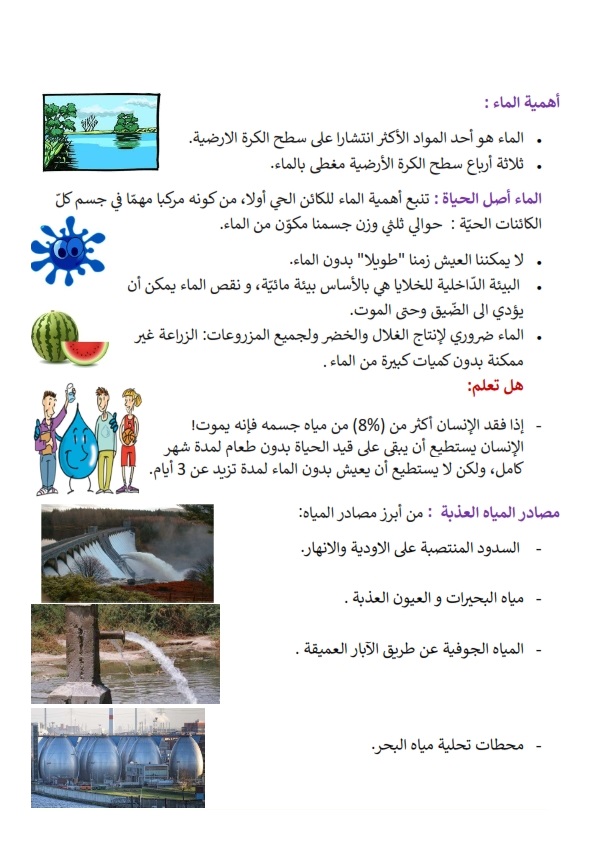 أهمية الماء :
• الماء هو أحد المواد الأكثر انتشارا على سطح الكرة الارضية.
• ثلاثة أرباع سطح الكرة الأرضية مغطى بالماء.
الماء أصل الحياة : تنبع أهمية الماء للكائن الحي أولا، من كونه مركبا مهمّا في جسم كلّ
الكائنات الحيّة : حوالي ثلثي وزن جسمنا مكوّن من الماء.
• لا يمكننا العيش زمنا "طويلا" بدون الماء.
• البيئة الدّاخلية للخلايا هي بالأساس بيئة مائيّة، و نقص الماء يمكن أن
يؤدي الى الضّيق وحتى الموت.
• الماء ضروري لإنتاج الغلال والخضر ولجميع المزروعات: الزراعة غير
ممكنة بدون كميات كبيرة من الماء .
هل تعلم:
- إذا فقد الإنسان أكثر من (8%) من مياه جسمه فإنه يموت!
الإنسان يستطيع أن يبقى على قيد الحياة بدون طعام لمدة شهر
كامل، ولكن لا يستطيع أن يعيش بدون الماء لمدة تزيد عن 3 أيام.
مصادر المياه العذبة : من أبرز مصادر المياه:
- السدود المنتصبة على الاودية والانهار.
- مياه البحيرات و العيون العذبة .
- المياه الجوفية عن طريق الآبار العميقة .
- محطات تحلية مياه البحر.